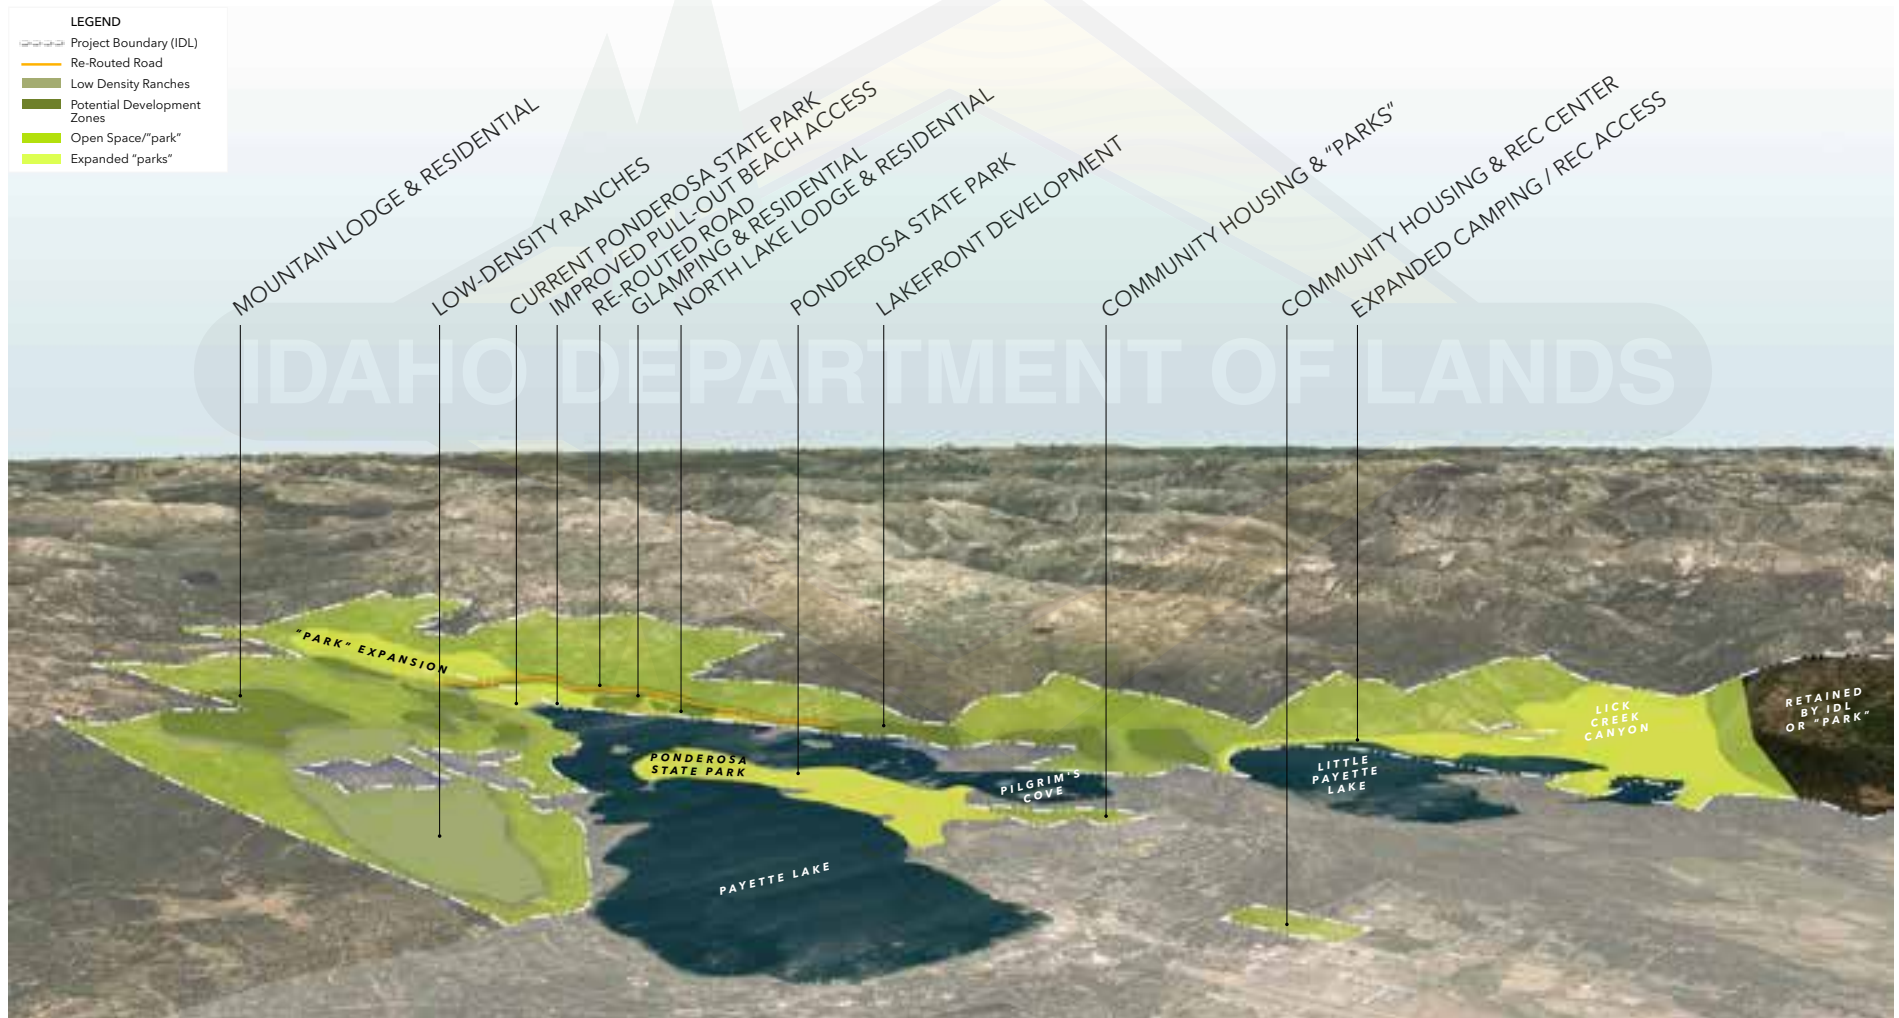 LEGEND
Project Boundary (IDL)
Re-Routed Road
Low Density Ranches
Potential Development
Zones
Open Space/"park"
Expanded "parks"
MOUNTAIN LODGE & RESIDENTIAL
LOW-DENSITY RANCHES
CURRENT PONDEROSA STATE PARK
IMPROVED PULL-OUT BEACH ACCESS
RE-ROUTED ROAD
GLAMPING & RESIDENTIAL
NORTH LAKE LODGE & RESIDENTIAL
PONDEROSA STATE PARK
LAKEFRONT DEVELOPMENT
COMMUNITY HOUSING & "PARKS"
COMMUNITY HOUSING & REC CENTER
EXPANDED CAMPING / REC ACCESS
IDAHO DEPARTMENT OF LANDS
"PARK" EXPANSION
PONDEROSA
STATE PARK
PILGRIM'S
COVE
PAYETTE LAKE
LITTLE
PAYETTE
LAKE
LICK
CREEK
CANYON
RETAINED
BY IDL
OR "PARK"